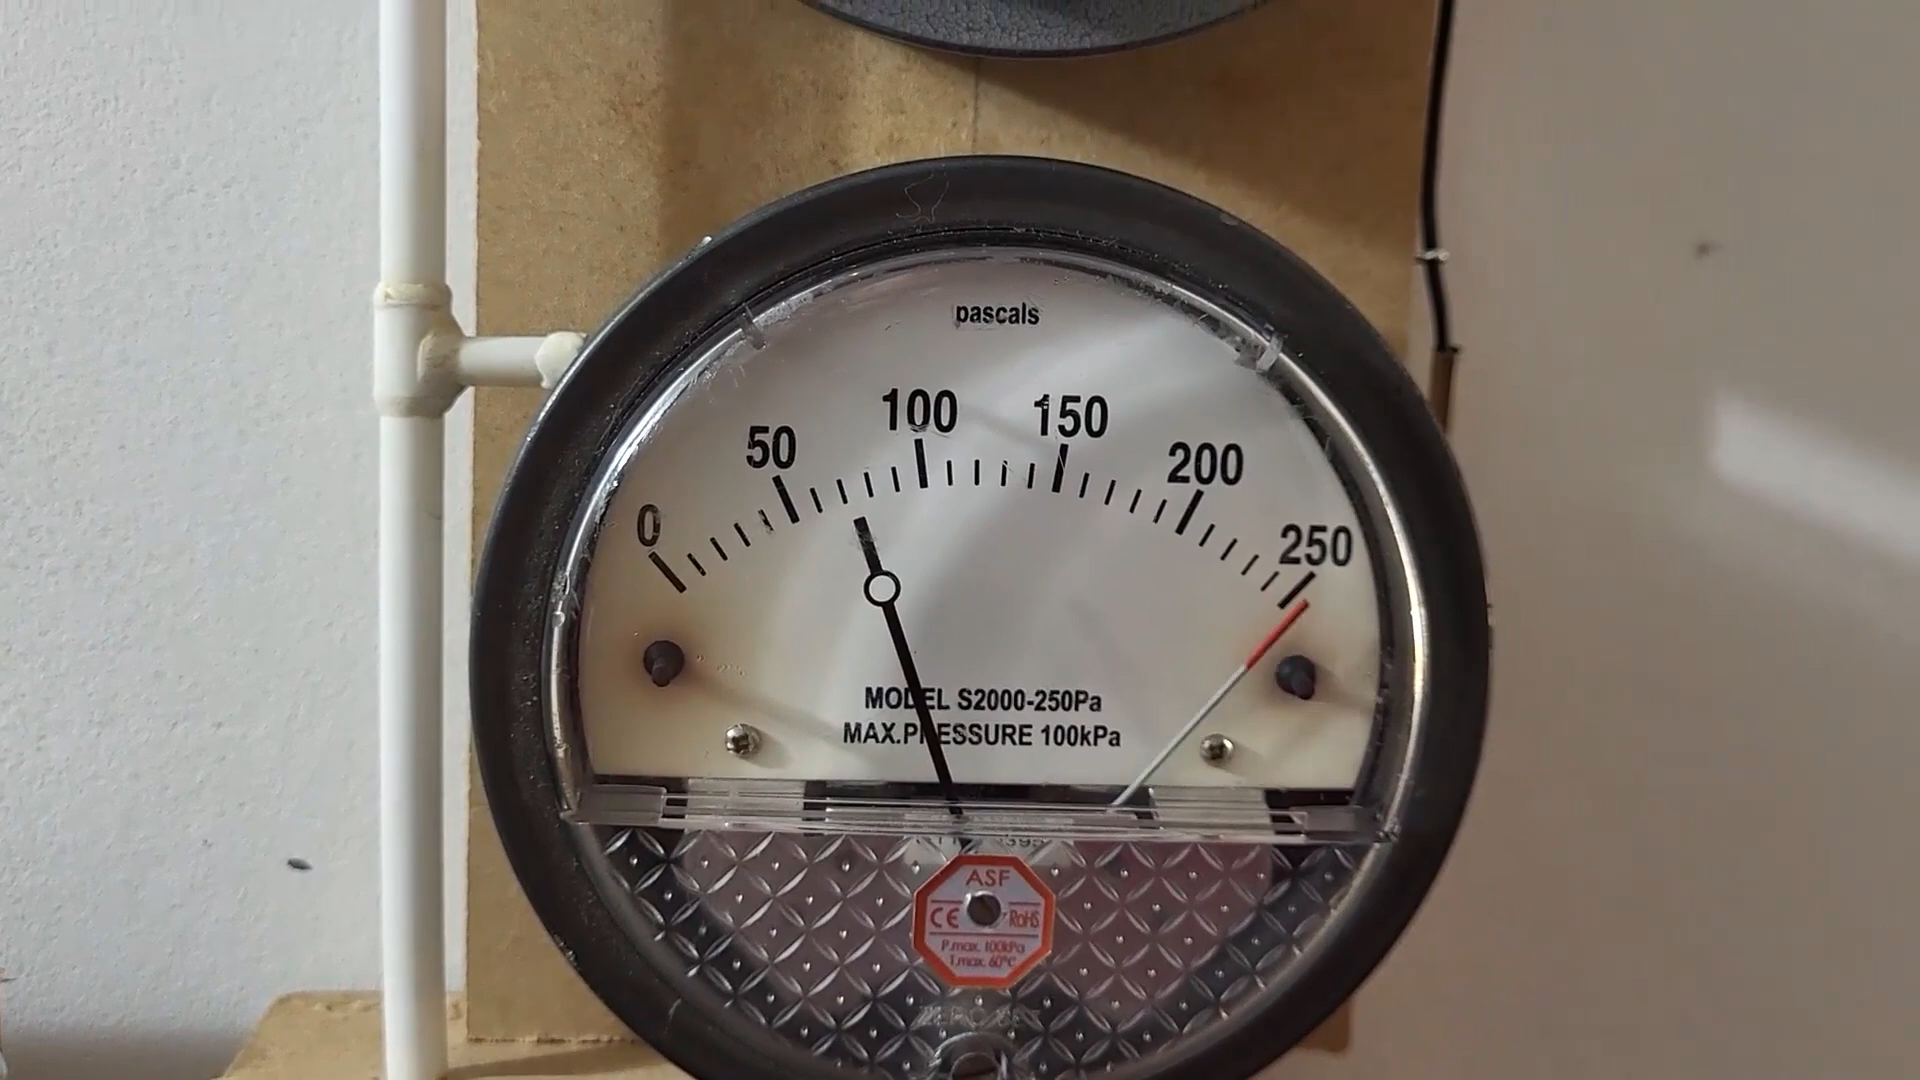 pascals
0 50 100 150 200 250
MODEL S2000-250Pa
MAX.PRESSURE 100kPa
ASF
CE RoHS
P.max. 100kPa
T.max. 60°C